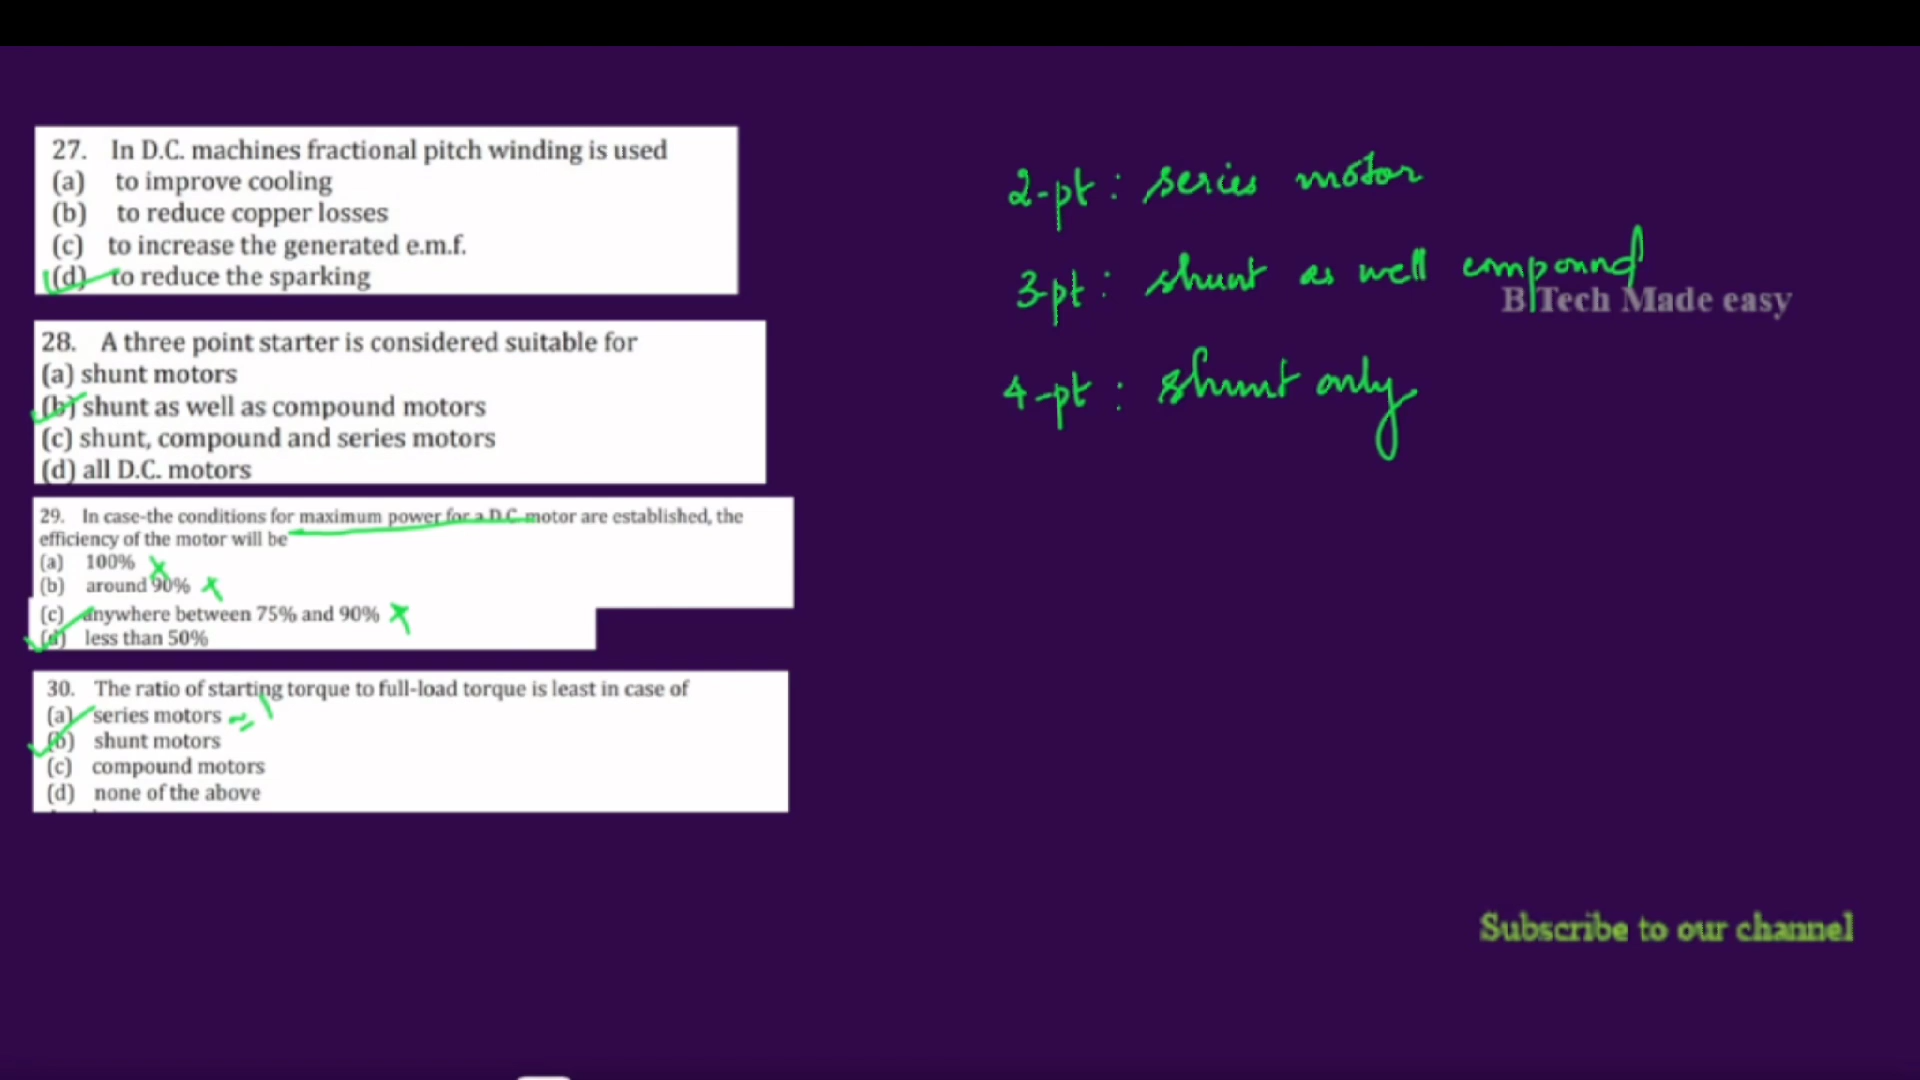 27. In D.C. machines fractional pitch winding is used
(a) to improve cooling
(b) to reduce copper losses
(c) to increase the generated e.m.f.
(d) to reduce the sparking
28. A three point starter is considered suitable for
(a) shunt motors
(b) shunt as well as compound motors
(c) shunt, compound and series motors
(d) all D.C. motors
29. In case-the conditions for maximum power for a D.C. motor are established, the
efficiency of the motor will be
(a) 100%
(b) around 90%
(c) anywhere between 75% and 90%
(d) less than 50%
30. The ratio of starting torque to full-load torque is least in case of
(a) series motors
(b) shunt motors
(c) compound motors
(d) none of the above
2-pt : series motor
3-pt : shunt as well compound
B Tech Made easy
4-pt : shunt only
Subscribe to our channel